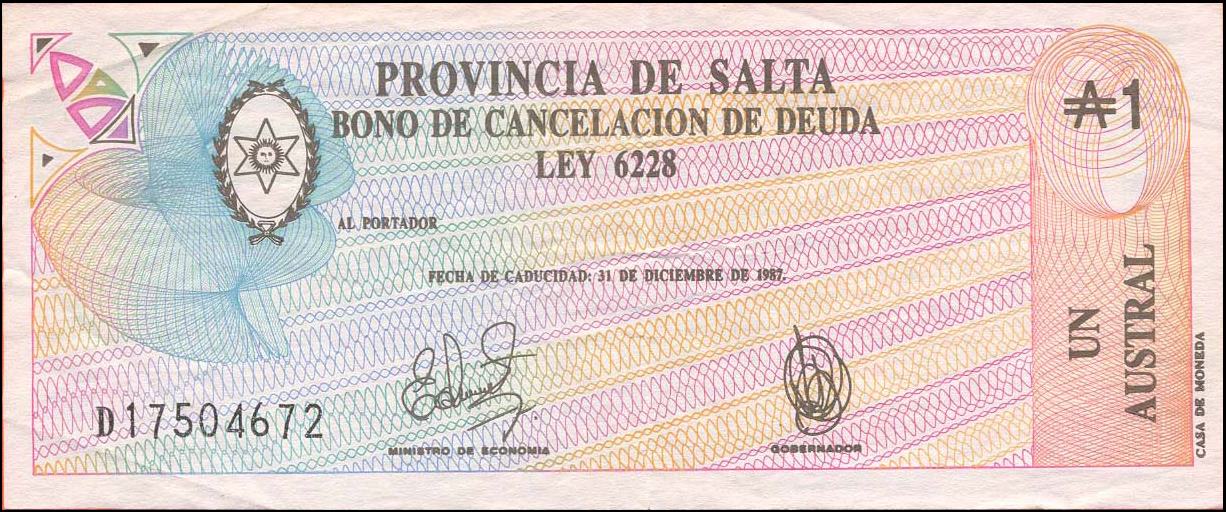 PROVINCIA DE SALTA
BONO DE CANCELACION DE DEUDA
LEY 6228
₳1
AL PORTADOR
FECHA DE CADUCIDAD: 31 DE DICIEMBRE DE 1987.
UN
AUSTRAL
D17504672
MINISTRO DE ECONOMIA
GOBERNADOR
CASA DE MONEDA